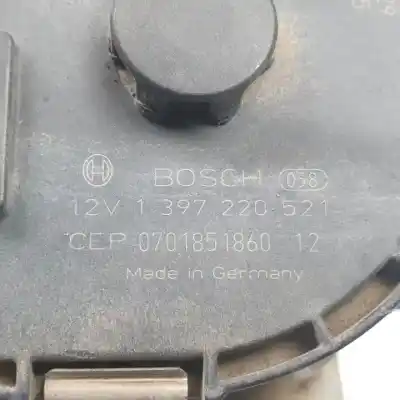 BOSCH 058
12V 1 397 220 521
CEP 0701851860 12
Made in Germany